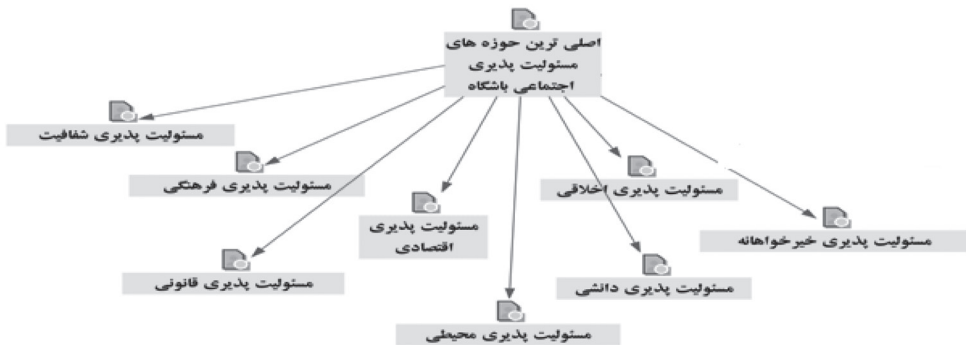 اصلی ترین حوزه های
مسئولیت پذیری
اجتماعی باشگاه
مسئولیت پذیری شفافیت
مسئولیت پذیری فرهنگی
مسئولیت پذیری اخلاقی
مسئولیت پذیری
اقتصادی
مسئولیت پذیری خیرخواهانه
مسئولیت پذیری قانونی
مسئولیت پذیری دانشی
مسئولیت پذیری محیطی